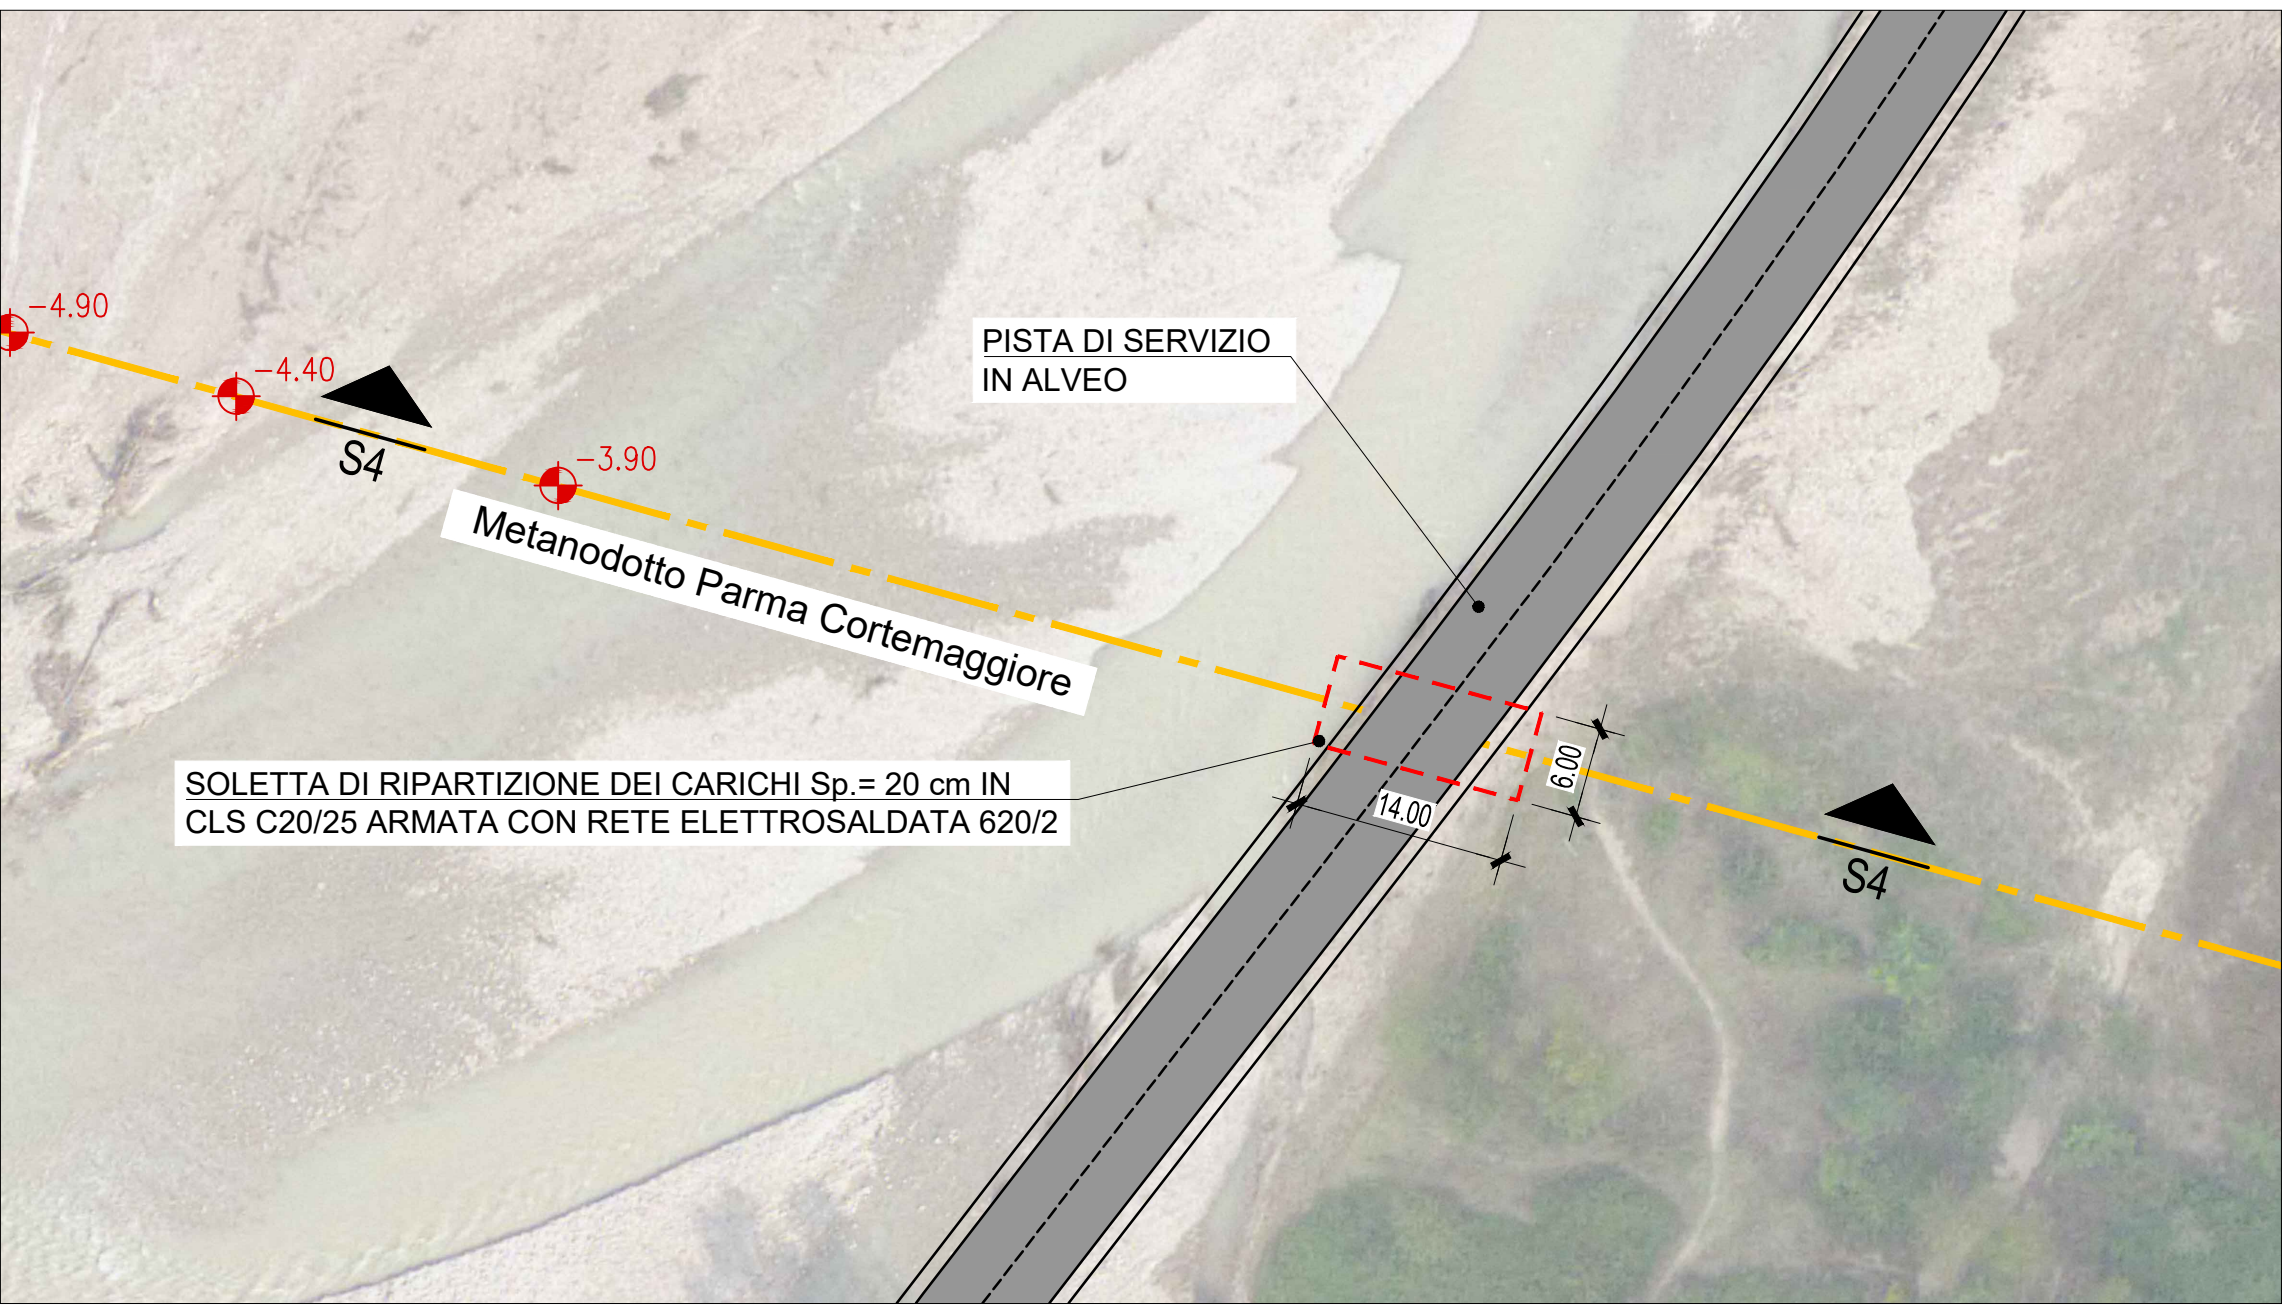 −4.90
−4.40
S4
−3.90
PISTA DI SERVIZIO
IN ALVEO
Metanodotto Parma Cortemaggiore
SOLETTA DI RIPARTIZIONE DEI CARICHI Sp.= 20 cm IN
CLS C20/25 ARMATA CON RETE ELETTROSALDATA 620/2
6.00
14.00
S4